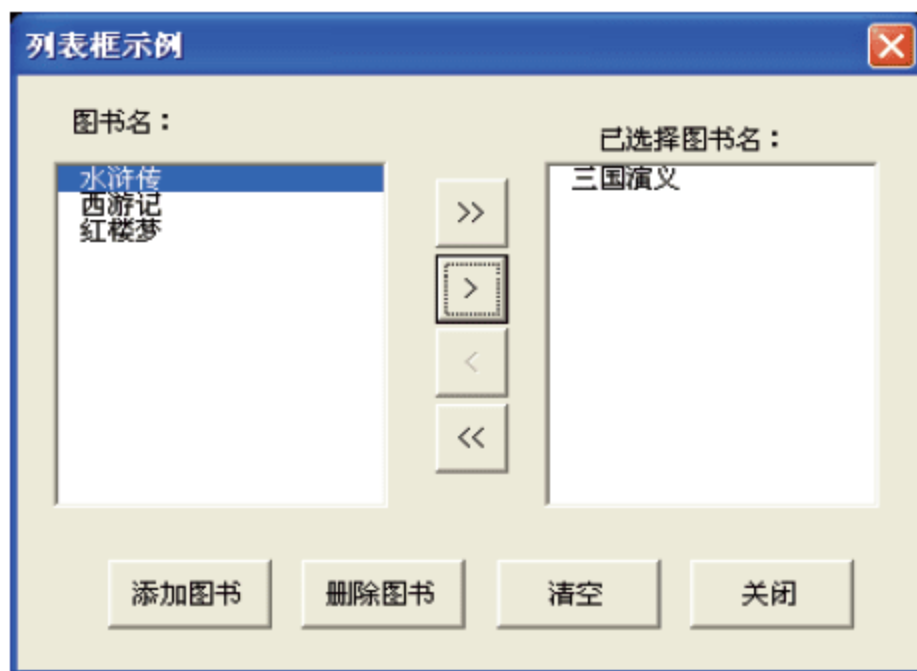 列表框示例
图书名：
已选择图书名：
水浒传
西游记
红楼梦
三国演义
>>
>
<
<<
添加图书
删除图书
清空
关闭